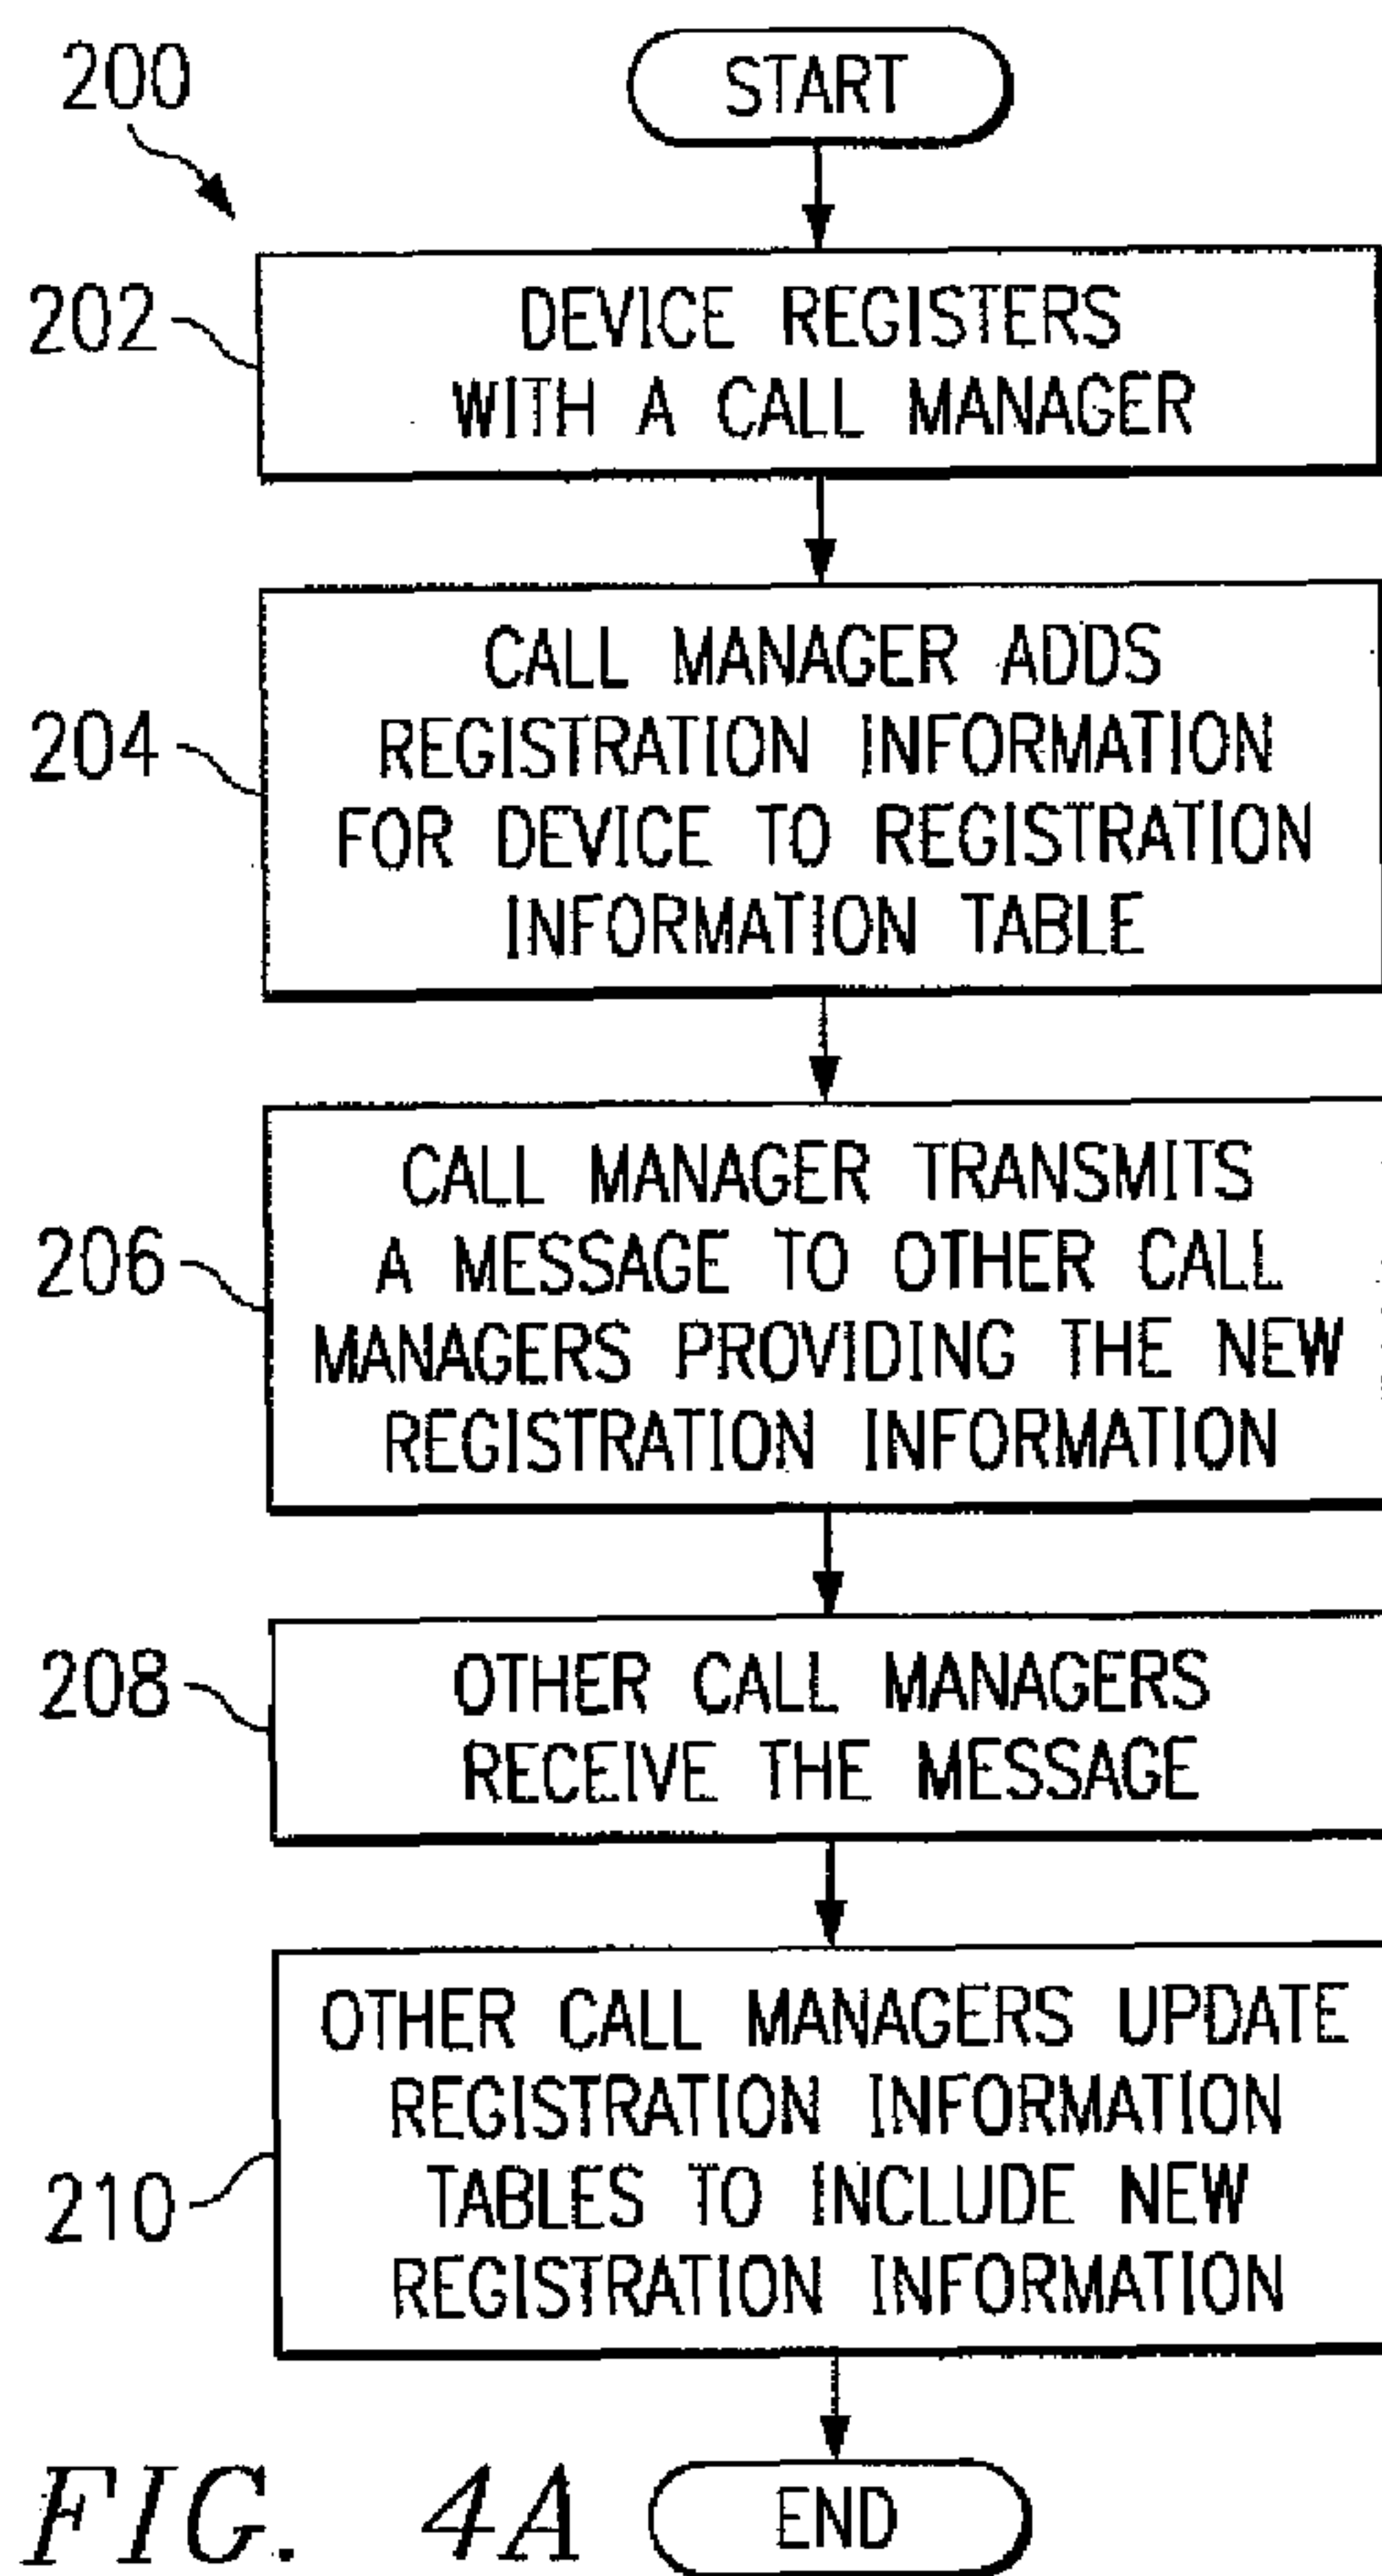 200
START
202
DEVICE REGISTERS
WITH A CALL MANAGER
204
CALL MANAGER ADDS
REGISTRATION INFORMATION
FOR DEVICE TO REGISTRATION
INFORMATION TABLE
206
CALL MANAGER TRANSMITS
A MESSAGE TO OTHER CALL
MANAGERS PROVIDING THE NEW
REGISTRATION INFORMATION
208
OTHER CALL MANAGERS
RECEIVE THE MESSAGE
210
OTHER CALL MANAGERS UPDATE
REGISTRATION INFORMATION
TABLES TO INCLUDE NEW
REGISTRATION INFORMATION
END
FIG. 4A